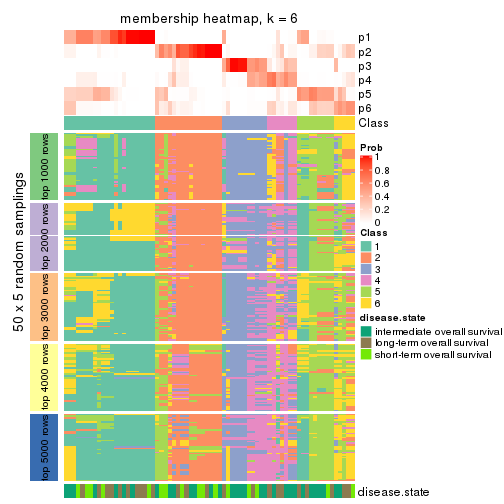 membership heatmap, k = 6
p1
p2
p3
p4
p5
p6
Class
50 x 5 random samplings
top 1000 rows
top 2000 rows
top 3000 rows
top 4000 rows
top 5000 rows
Prob
1
0.8
0.6
0.4
0.2
0
Class
1
2
3
4
5
6
disease.state
intermediate overall survival
long-term overall survival
short-term overall survival
disease.state